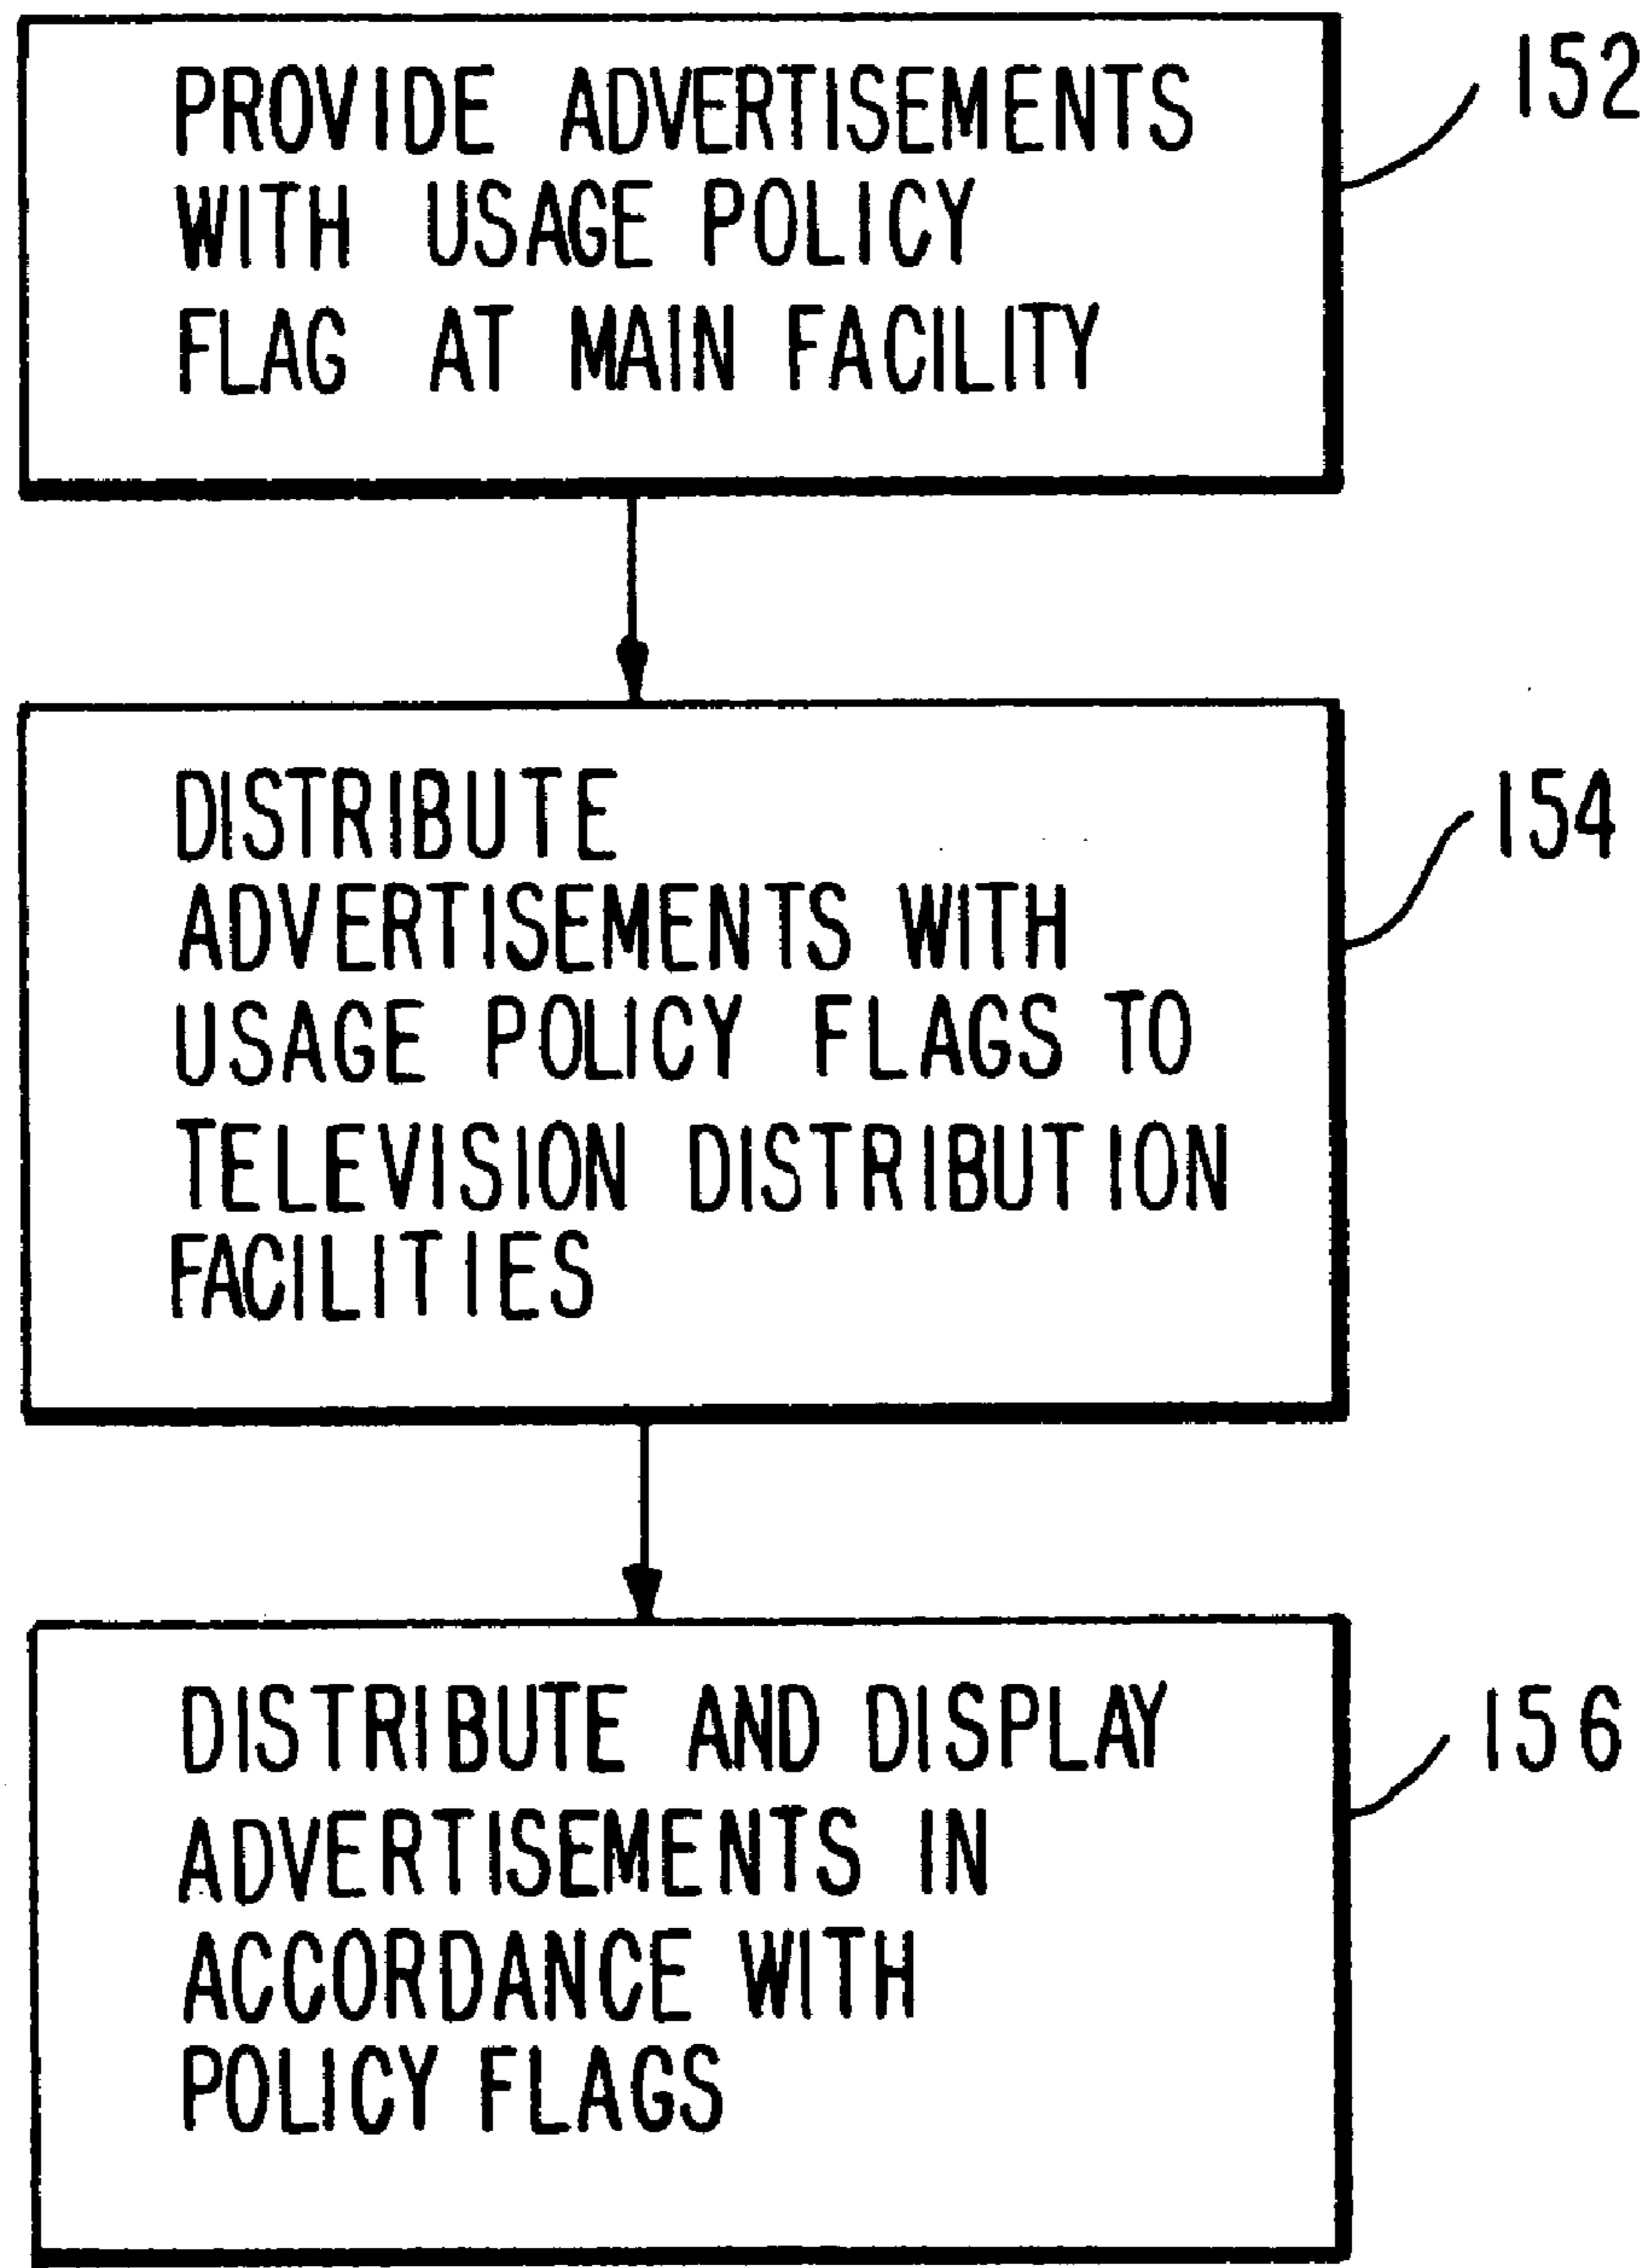 PROVIDE ADVERTISEMENTS
WITH USAGE POLICY
FLAG AT MAIN FACILITY
152
DISTRIBUTE
ADVERTISEMENTS WITH
USAGE POLICY FLAGS TO
TELEVISION DISTRIBUTION
FACILITIES
154
DISTRIBUTE AND DISPLAY
ADVERTISEMENTS IN
ACCORDANCE WITH
POLICY FLAGS
156